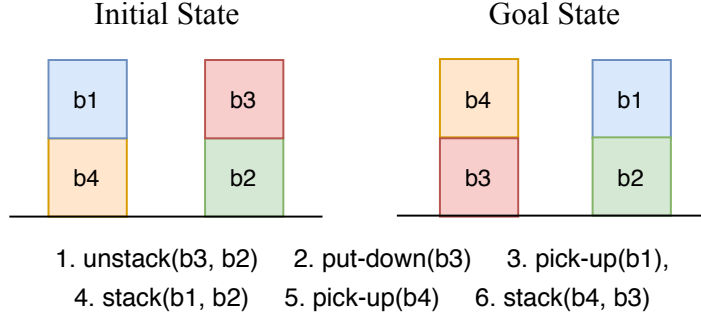 Initial State Goal State
b1 b3 b4 b1
b4 b2 b3 b2
1. unstack(b3, b2) 2. put-down(b3) 3. pick-up(b1),
4. stack(b1, b2) 5. pick-up(b4) 6. stack(b4, b3)